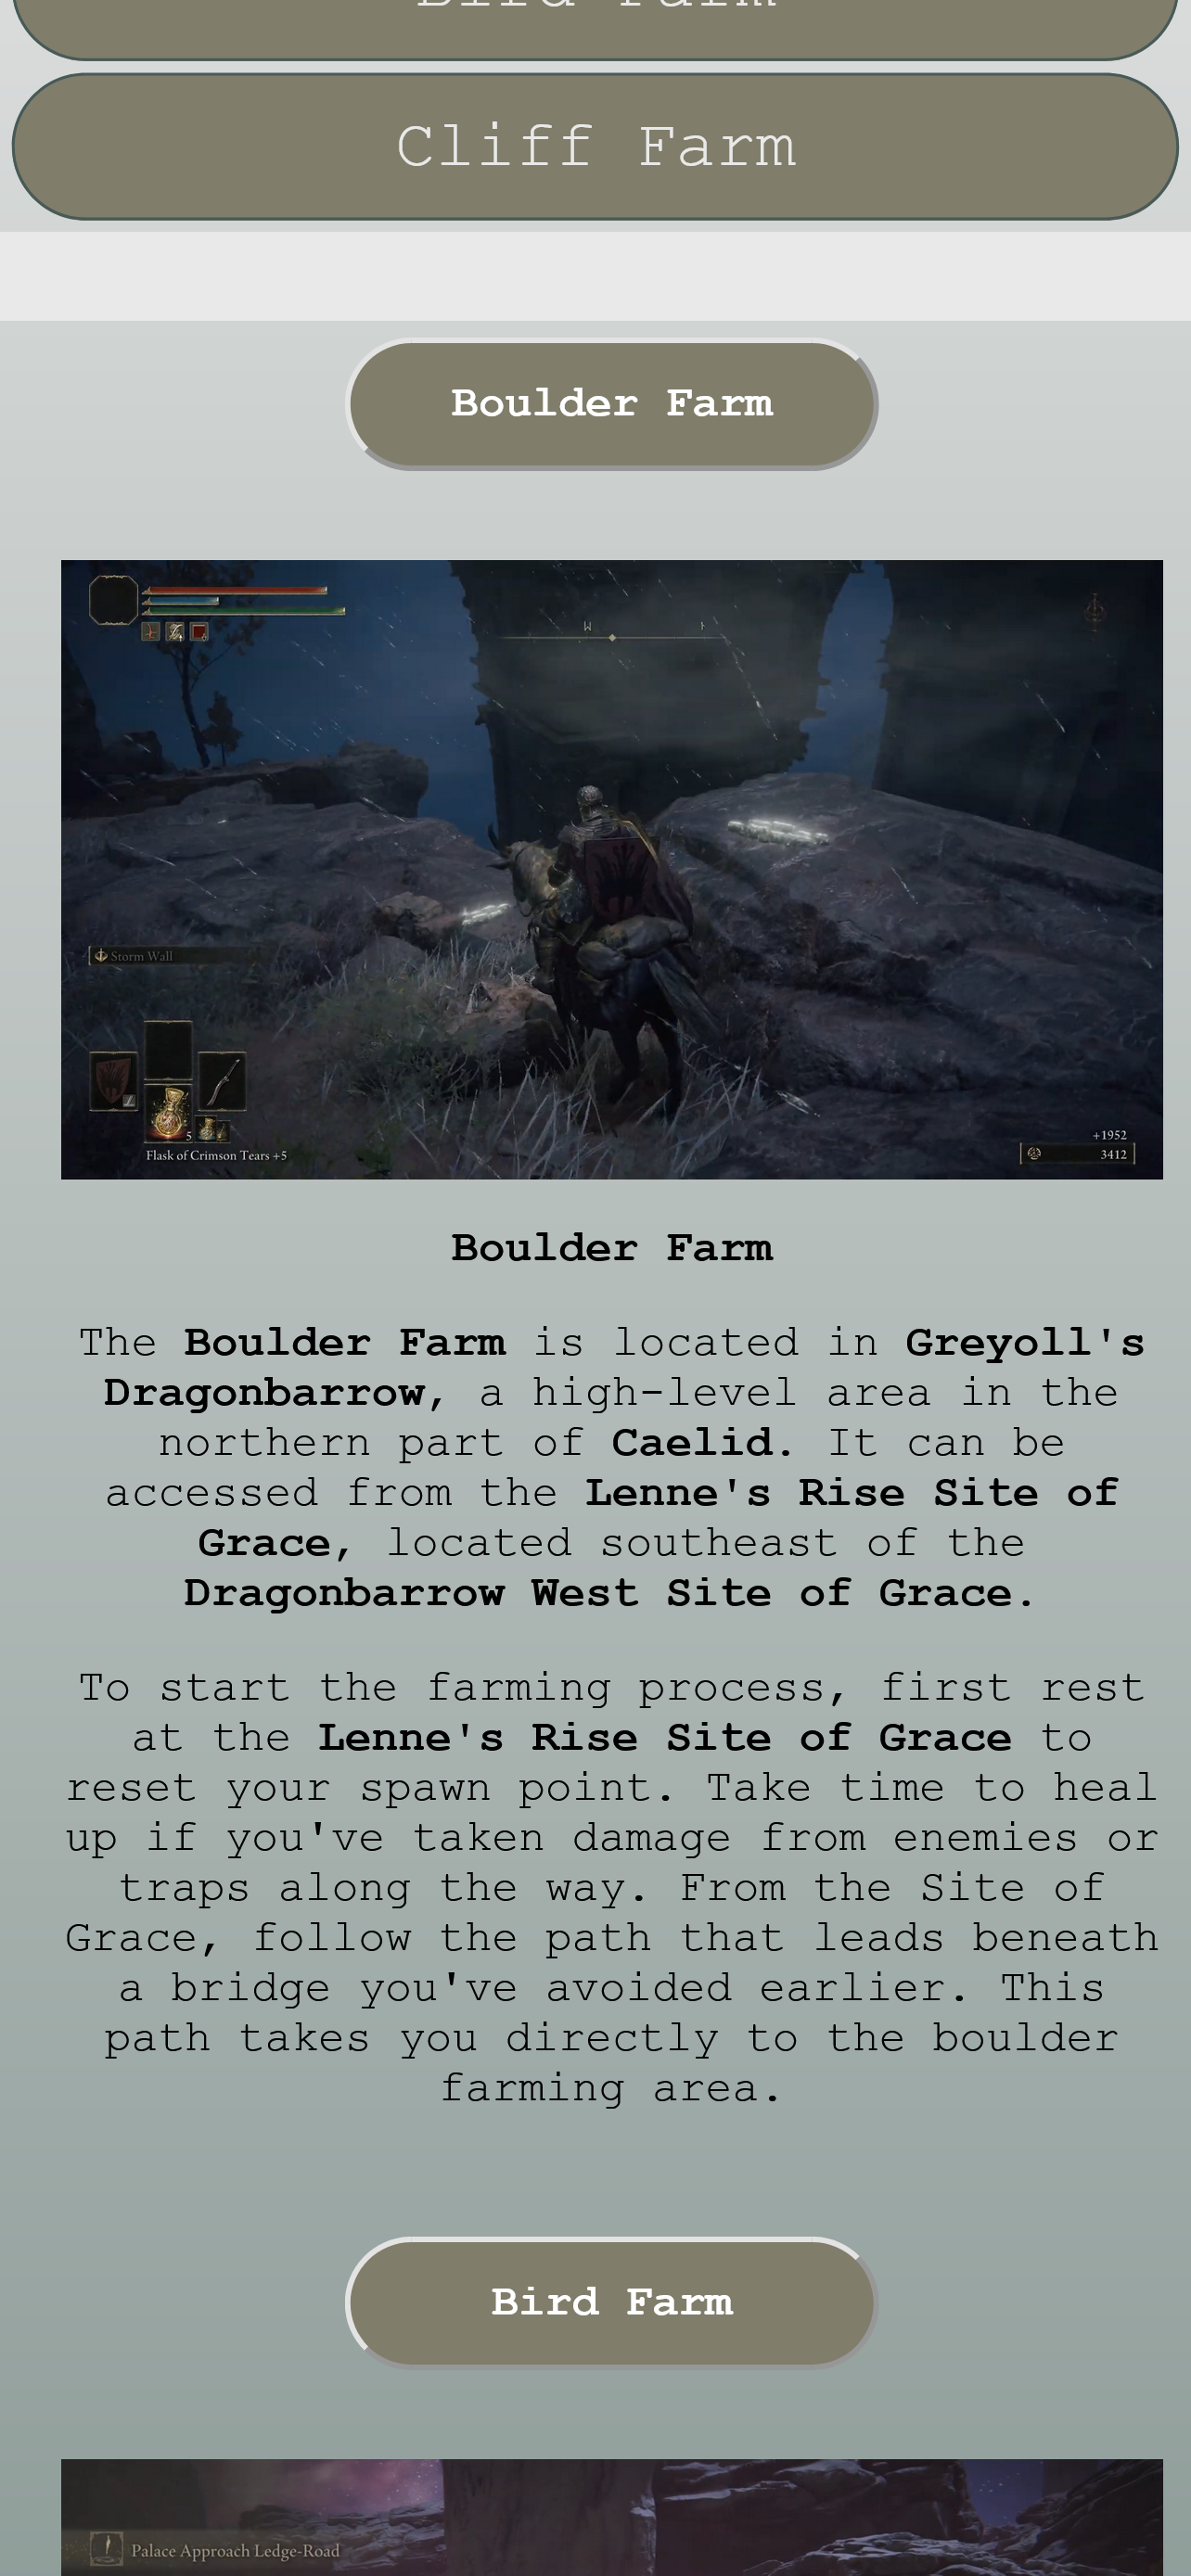 Bird Farm
Cliff Farm
Boulder Farm
W
Storm Wall
5
Flask of Crimson Tears +5
+1952
3412
Boulder Farm
The Boulder Farm is located in Greyoll's
Dragonbarrow, a high-level area in the
northern part of Caelid. It can be
accessed from the Lenne's Rise Site of
Grace, located southeast of the
Dragonbarrow West Site of Grace.
To start the farming process, first rest
at the Lenne's Rise Site of Grace to
reset your spawn point. Take time to heal
up if you've taken damage from enemies or
traps along the way. From the Site of
Grace, follow the path that leads beneath
a bridge you've avoided earlier. This
path takes you directly to the boulder
farming area.
Bird Farm
Palace Approach Ledge-Road